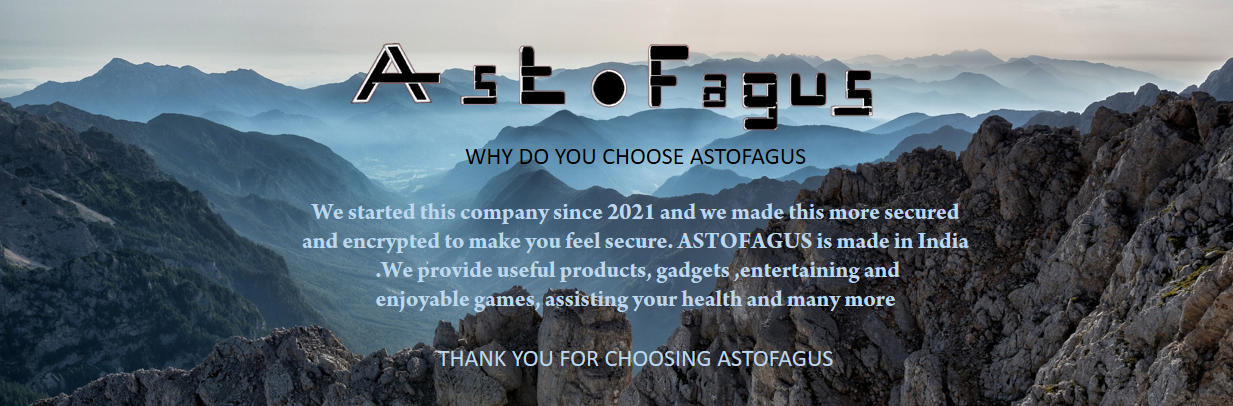 AstoFagus
WHY DO YOU CHOOSE ASTOFAGUS
We started this company since 2021 and we made this more secured
and encrypted to make you feel secure. ASTOFAGUS is made in India
.We provide useful products, gadgets ,entertaining and
enjoyable games, assisting your health and many more
THANK YOU FOR CHOOSING ASTOFAGUS